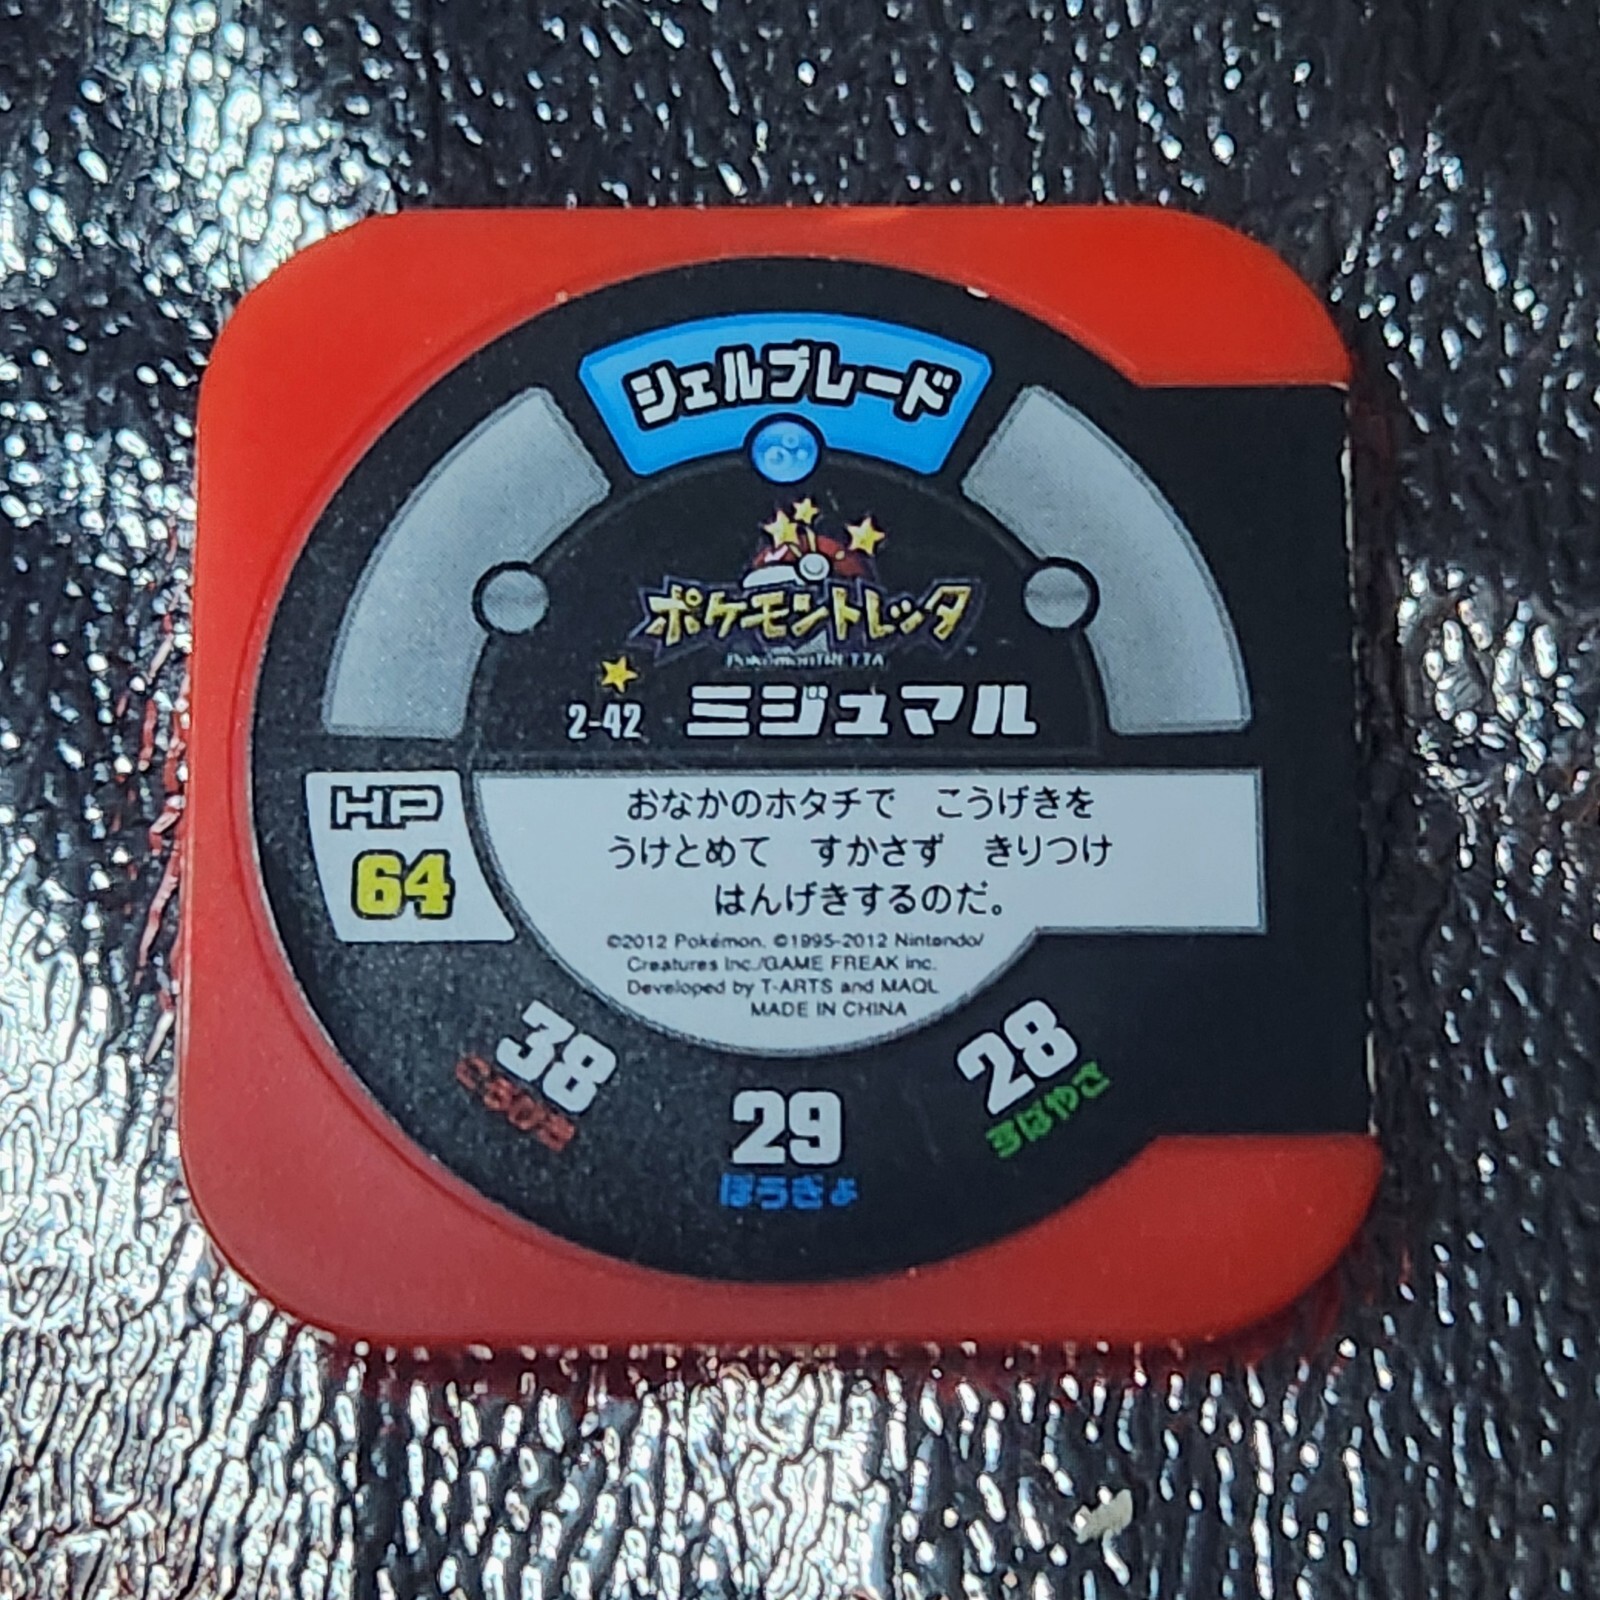 シェルブレード
ポケモントレッタ
POKÉMONTRETTA
2-42 ミジュマル
HP
64
おなかのホタチで こうげきを
うけとめて すかさず きりつけ
はんげきするのだ。
©2012 Pokémon. ©1995-2012 Nintendo/
Creatures Inc./GAME FREAK inc.
Developed by T-ARTS and MAQL
MADE IN CHINA
38
こうげき
29
ぼうぎょ
28
すばやさ